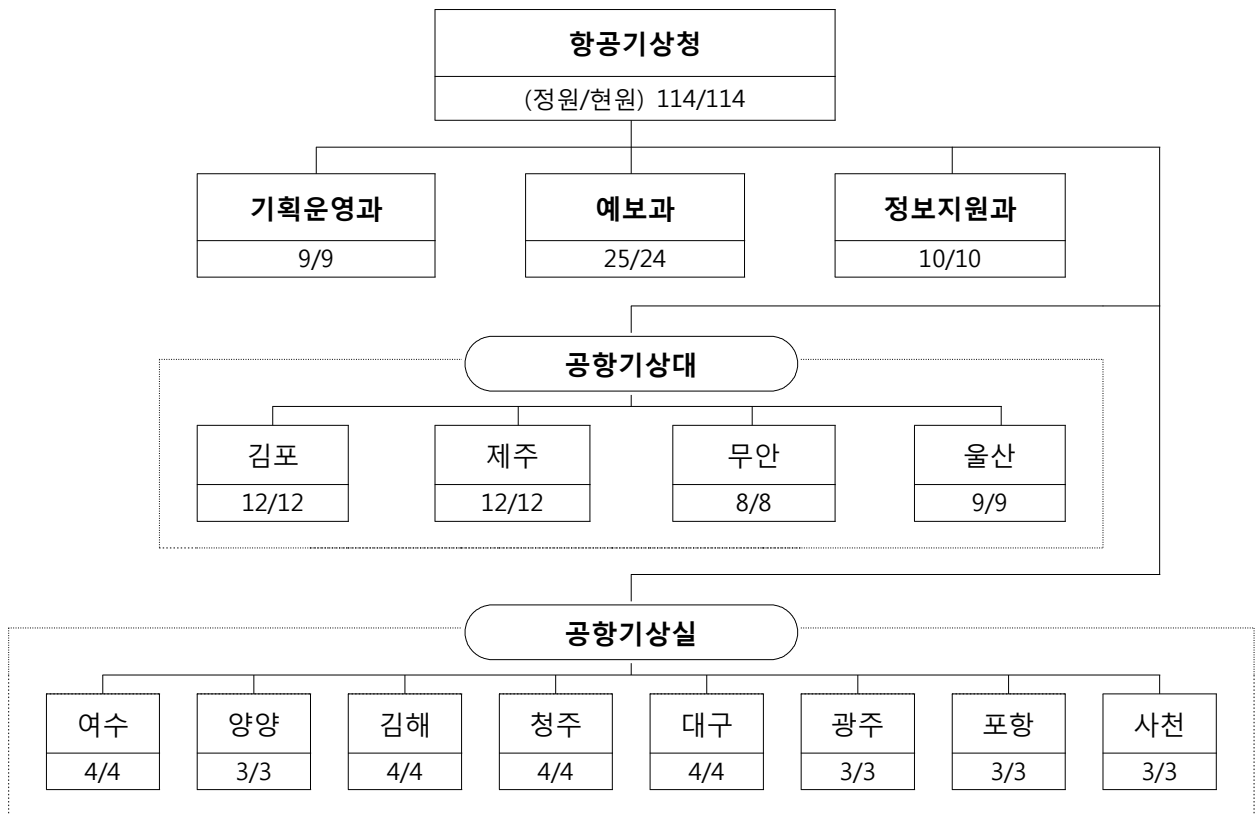 항공기상청
(정원/현원) 114/114
기획운영과
9/9
예보과
25/24
정보지원과
10/10
공항기상대
김포
12/12
제주
12/12
무안
8/8
울산
9/9
공항기상실
여수
4/4
양양
3/3
김해
4/4
청주
4/4
대구
4/4
광주
3/3
포항
3/3
사천
3/3